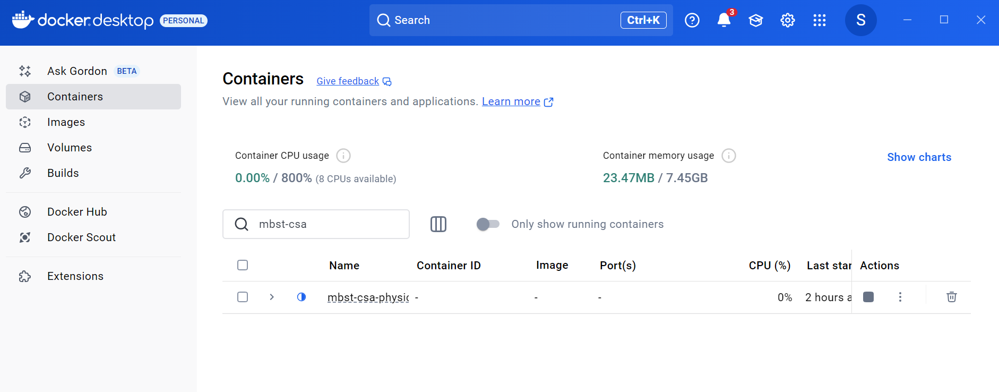 docker.desktop PERSONAL
Search Ctrl+K
3
S
Ask Gordon BETA
Containers
Images
Volumes
Builds
Docker Hub
Docker Scout
Extensions
Containers Give feedback
View all your running containers and applications. Learn more
Container CPU usage
0.00% / 800% (8 CPUs available)
Container memory usage
23.47MB / 7.45GB
Show charts
mbst-csa
Only show running containers
Name Container ID Image Port(s) CPU (%) Last star Actions
mbst-csa-physic - - - 0% 2 hours a